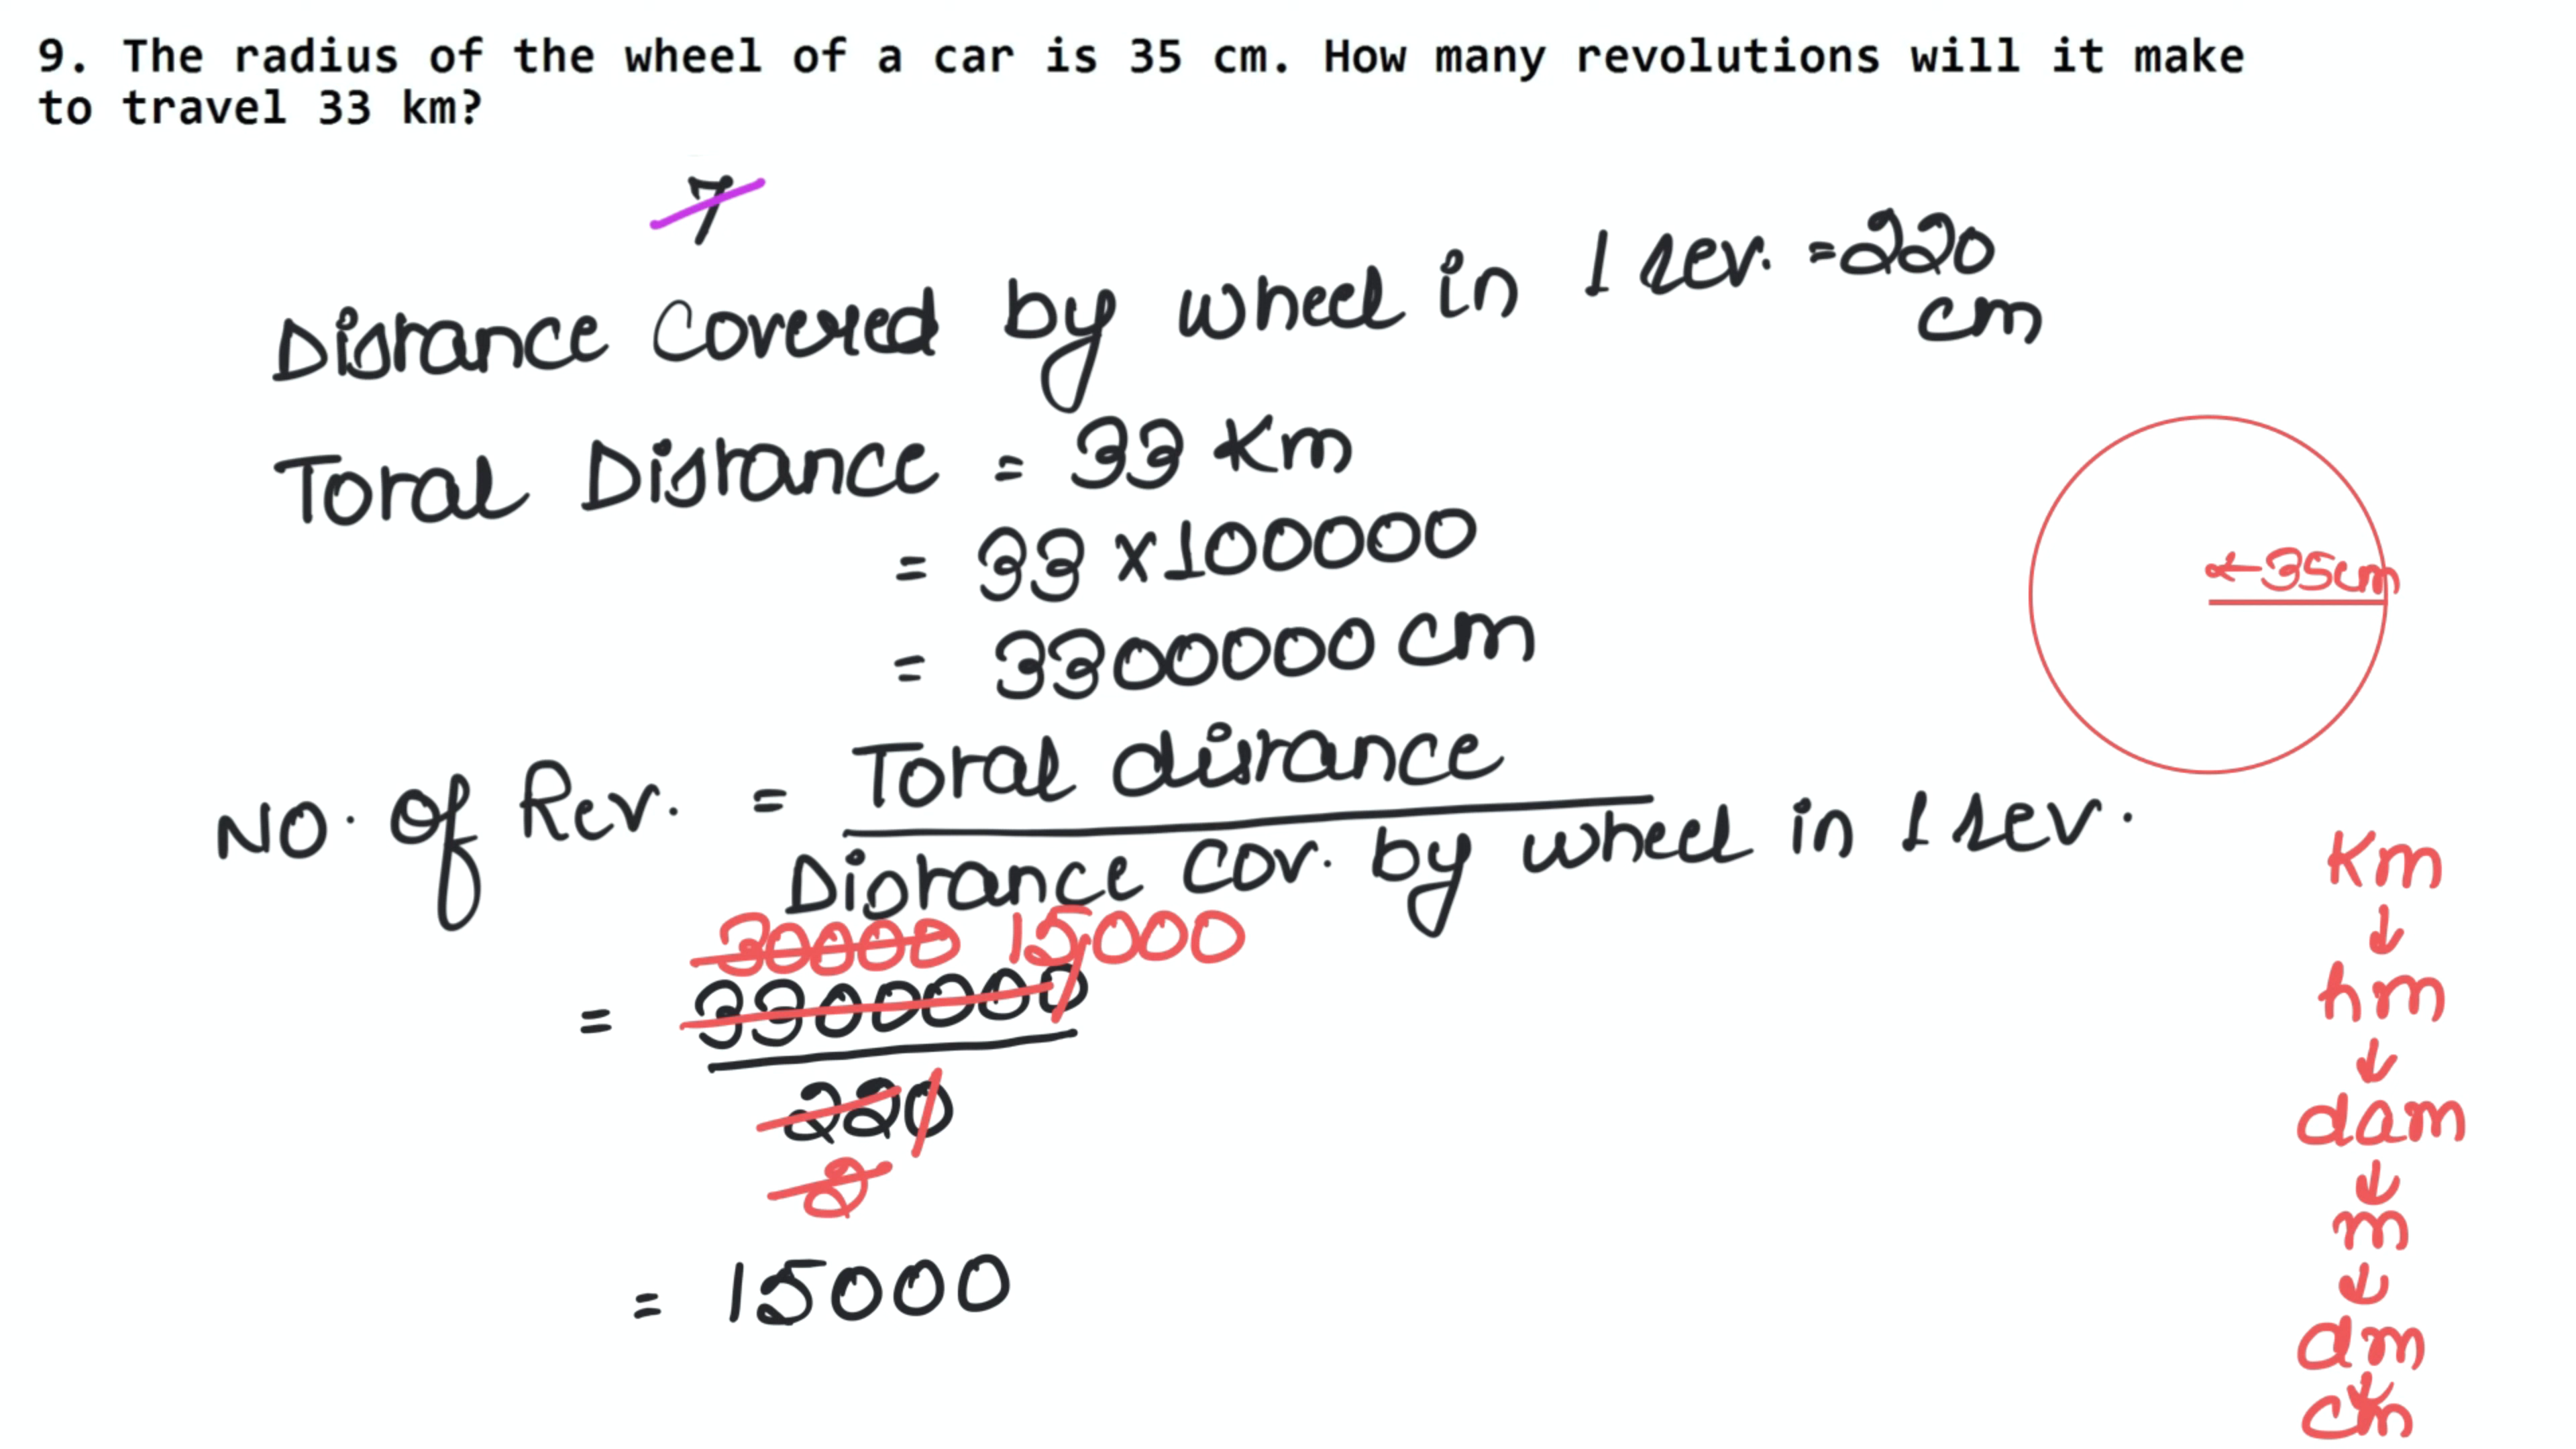 9. The radius of the wheel of a car is 35 cm. How many revolutions will it make
to travel 33 km?
7
Distance Covered by wheel in 1 rev. = 220
cm
Total Distance = 33 Km
= 33 x 100000
= 3300000 cm
No. of Rev. = Total distance
Distance cov. by wheel in 1 rev.
30000 15000
= 3300000
220
2
= 15000
35cm
Km
↓
hm
↓
dam
↓
m
↓
dm
↓
cm